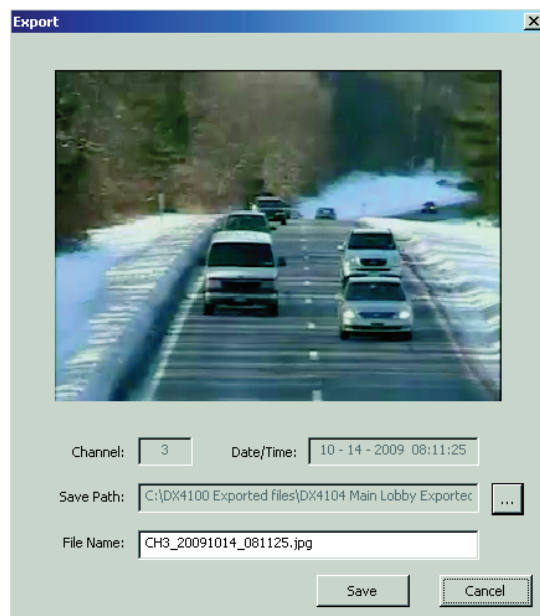 Export
Channel: 3 Date/Time: 10 - 14 - 2009 08:11:25
Save Path: C:\DX4100 Exported files\DX4104 Main Lobby Exported ...
File Name: CH3_20091014_081125.jpg
Save Cancel